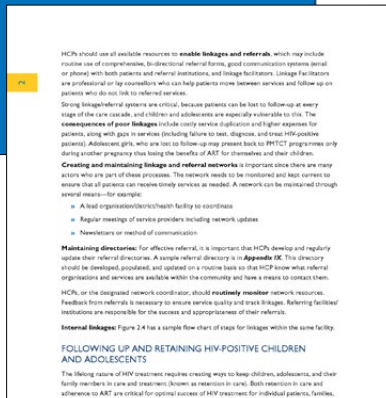 2
HCPs should use all available resources to enable linkages and referrals, which may include
routine use of comprehensive, bi-directional referral forms, good communication systems (email
or phone) with both patients and referral institutions, and linkage facilitators. Linkage Facilitators
are professional or lay counsellors who can help patients move between services and follow up on
patients who do not link to referred services.
Strong linkage/referral systems are critical, because patients can be lost to follow-up at every
stage of the care cascade, and children and adolescents are especially vulnerable to this. The
consequences of poor linkages include costly service duplication and higher expenses for
patients, along with gaps in services (including failure to test, diagnose, and treat HIV-positive
patients). Adolescent girls, who are lost to follow-up may present back to PMTCT programmes only
during another pregnancy thus losing the benefits of ART for themselves and their children.
Creating and maintaining linkage and referral networks is important since there are many
actors who are part of these processes. The network needs to be monitored and kept current to
ensure that all patients can receive timely services as needed. A network can be maintained through
several means—for example:
» A lead organisation/district/health facility to coordinate
» Regular meetings of service providers including network updates
» Newsletters or method of communication
Maintaining directories: For effective referral, it is important that HCPs develop and regularly
update their referral directories. A sample referral directory is in Appendix IX. This directory
should be developed, populated, and updated on a routine basis so that HCP know what referral
organisations and services are available within the community and have a means to contact them.
HCPs, or the designated network coordinator, should routinely monitor network resources.
Feedback from referrals is necessary to ensure service quality and track linkages. Referring facilities/
institutions are responsible for the success and appropriateness of their referrals.
Internal linkages: Figure 2.4 has a sample flow chart of steps for linkages within the same facility.
FOLLOWING UP AND RETAINING HIV-POSITIVE CHILDREN
AND ADOLESCENTS
The lifelong nature of HIV treatment requires creating ways to keep children, adolescents, and their
family members in care and treatment (known as retention in care). Both retention in care and
adherence to ART are critical for optimal success of HIV treatment for individual patients, families,